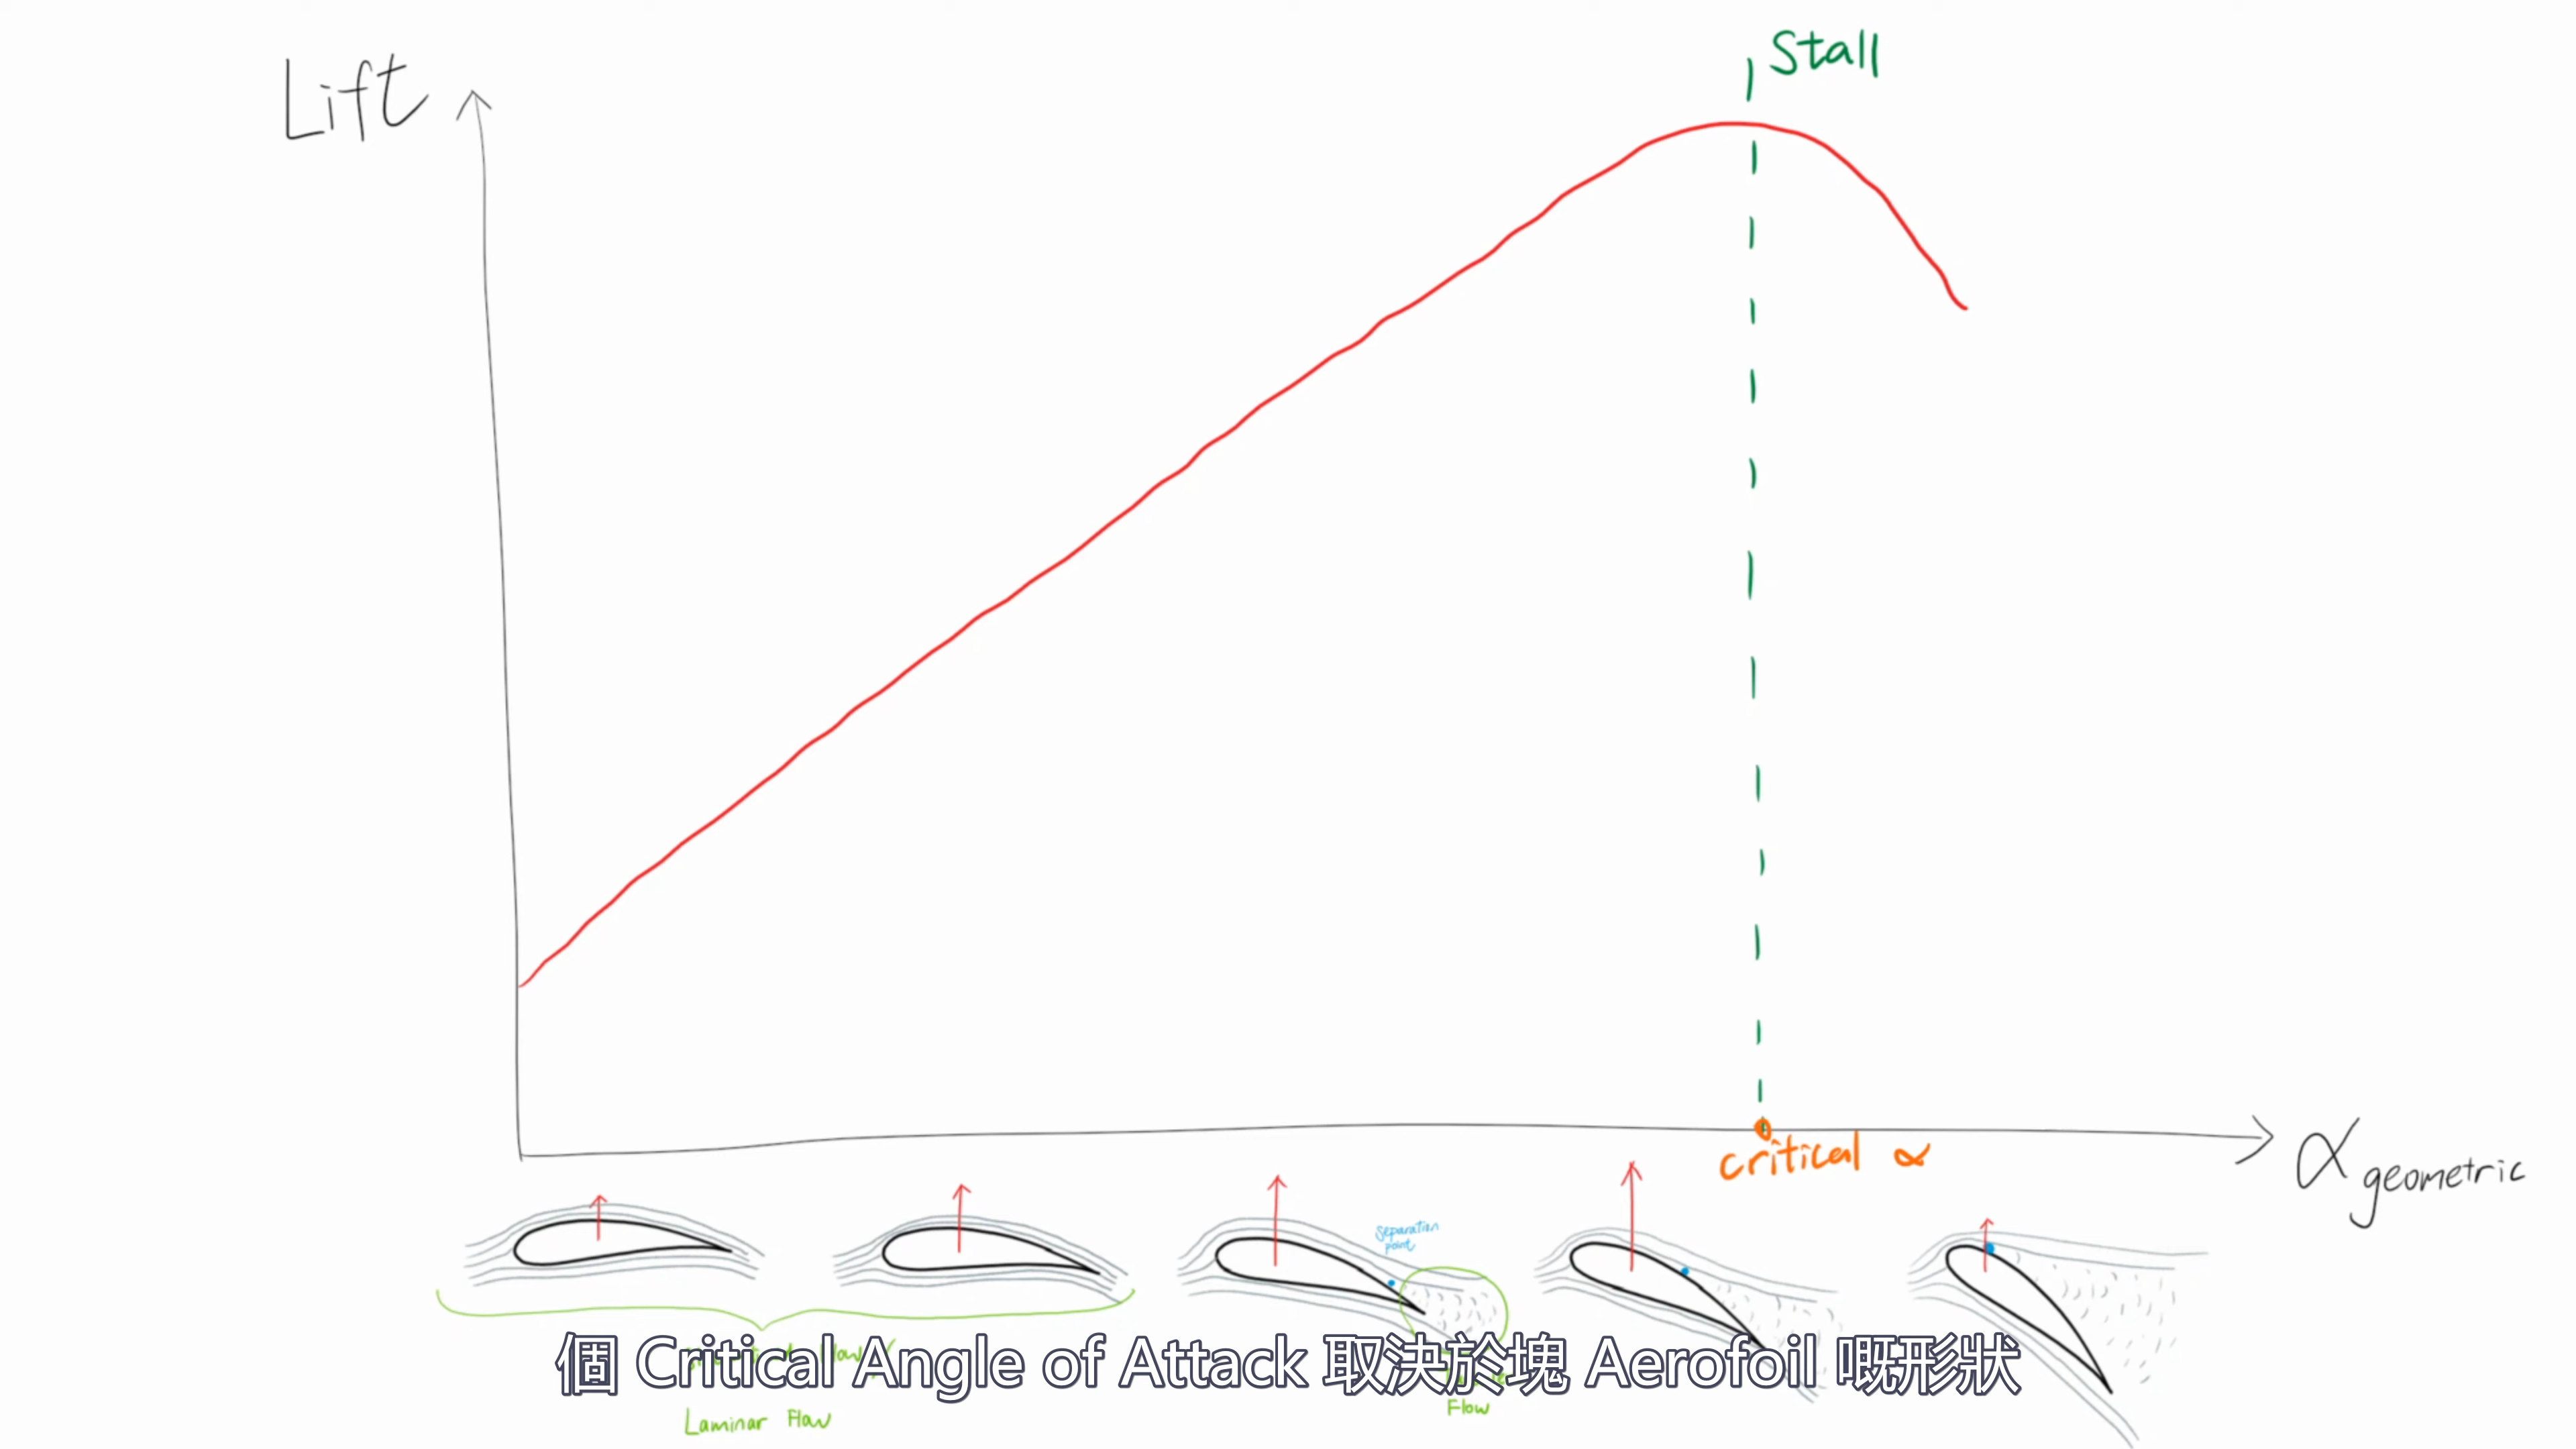 Stall
Lift
critical α
α geometric
separation
point
個 Critical Angle of Attack 取決於塊 Aerofoil 嘅形狀
Laminar Flow
Flow